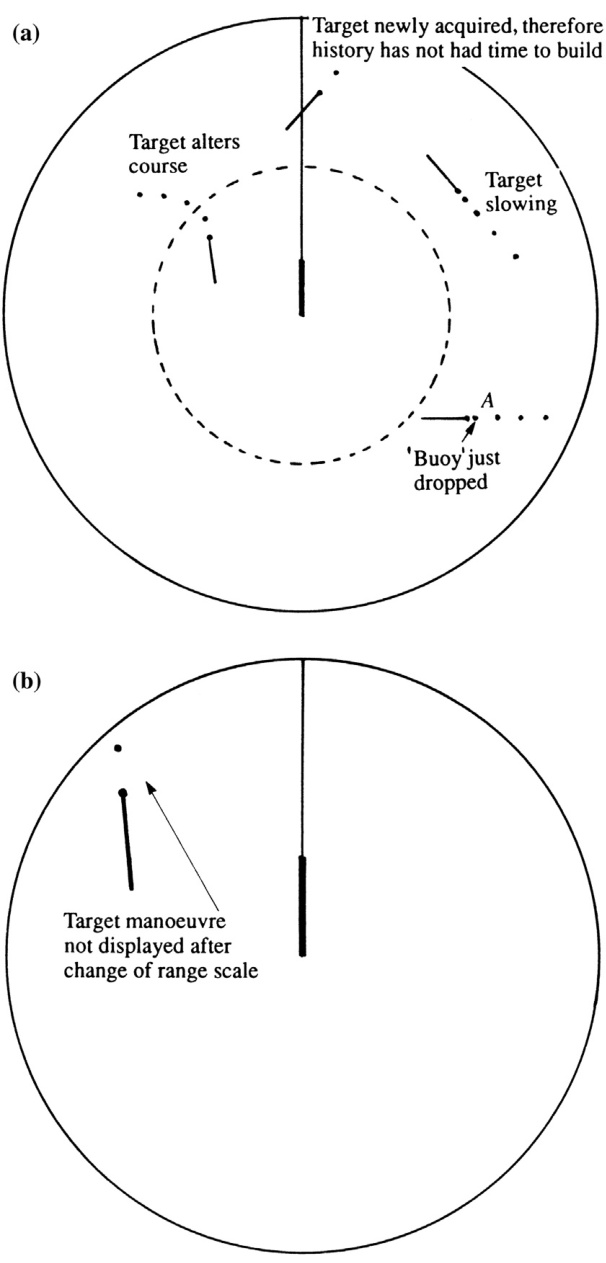 (a)
Target newly acquired, therefore
history has not had time to build
Target alters
course
Target
slowing
A
'Buoy' just
dropped
(b)
Target manoeuvre
not displayed after
change of range scale